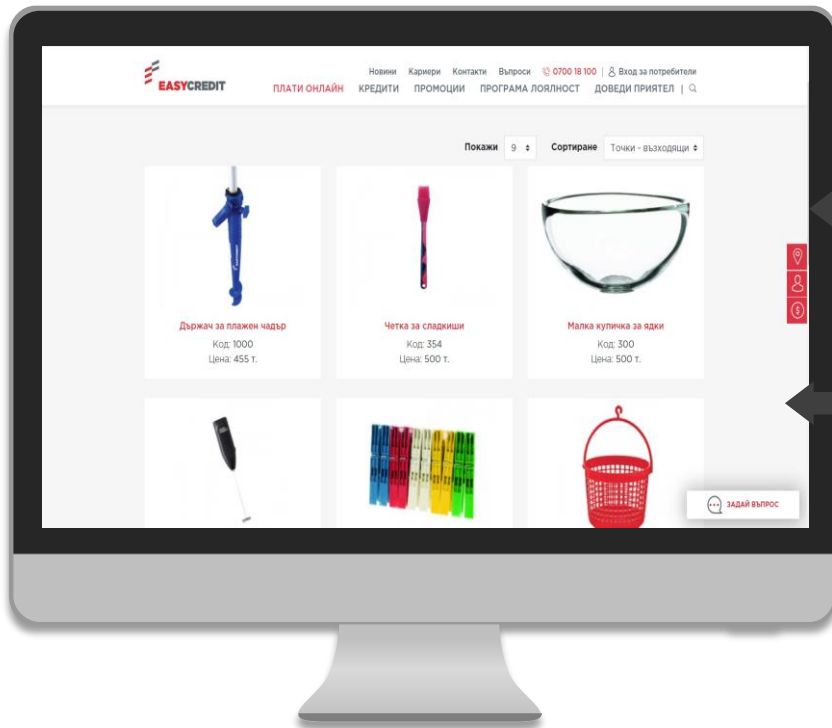 EASYCREDIT
Новини Кариери Контакти Въпроси 0700 18 100 | Вход за потребители
ПЛАТИ ОНЛАЙН КРЕДИТИ ПРОМОЦИИ ПРОГРАМА ЛОЯЛНОСТ ДОВЕДИ ПРИЯТЕЛ |
Покажи 9 Сортиране Точки - възходящи
Държач за плажен чадър
Код: 1000
Цена: 455 т.
Четка за сладкиши
Код: 354
Цена: 500 т.
Малка купичка за ядки
Код: 300
Цена: 500 т.
ЗАДАЙ ВЪПРОС